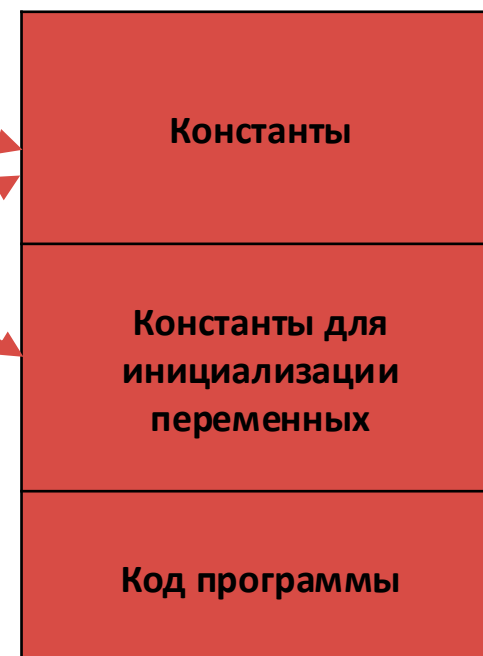 Константы
Константы для
инициализации
переменных
Код программы